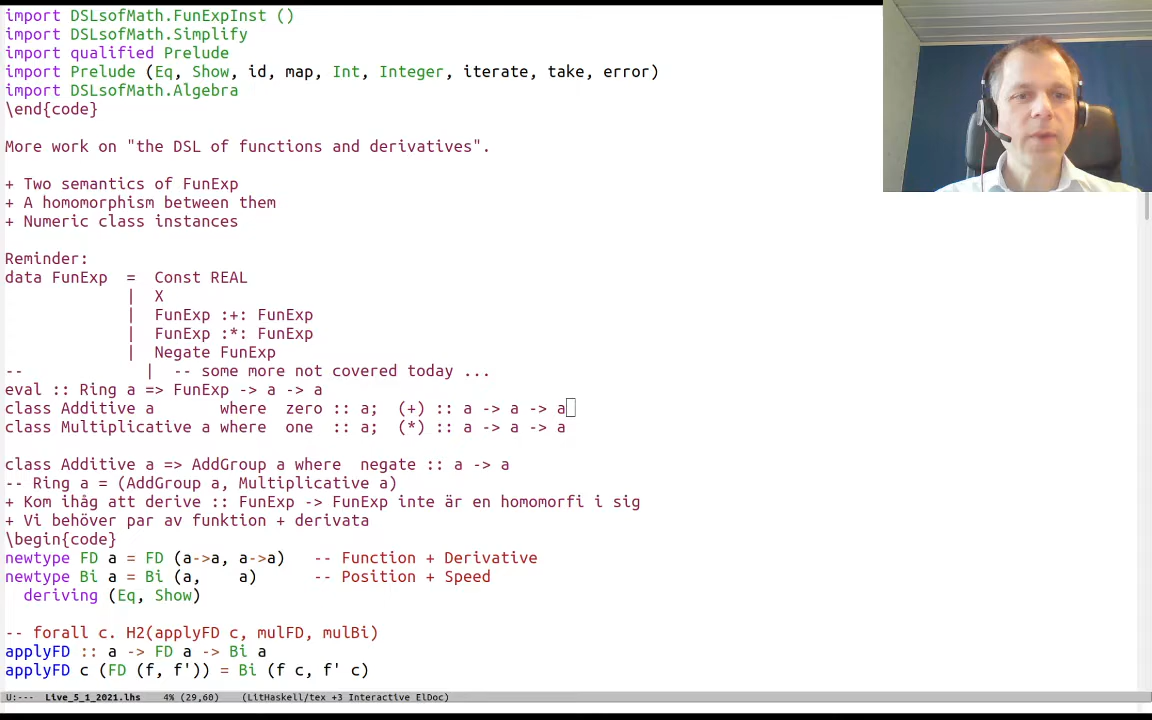 import DSLsofMath.FunExpInst ()
import DSLsofMath.Simplify
import qualified Prelude
import Prelude (Eq, Show, id, map, Int, Integer, iterate, take, error)
import DSLsofMath.Algebra
\end{code}
More work on "the DSL of functions and derivatives".
+ Two semantics of FunExp
+ A homomorphism between them
+ Numeric class instances
Reminder:
data FunExp  =  Const REAL
             |  X
             |  FunExp :+: FunExp
             |  FunExp :*: FunExp
             |  Negate FunExp
--             |  -- some more not covered today ...
eval :: Ring a => FunExp -> a -> a
class Additive a       where  zero :: a;  (+) :: a -> a -> a
class Multiplicative a where  one  :: a;  (*) :: a -> a -> a
class Additive a => AddGroup a where  negate :: a -> a
-- Ring a = (AddGroup a, Multiplicative a)
+ Kom ihåg att derive :: FunExp -> FunExp inte är en homomorfi i sig
+ Vi behöver par av funktion + derivata
\begin{code}
newtype FD a = FD (a->a, a->a)   -- Function + Derivative
newtype Bi a = Bi (a,    a)      -- Position + Speed
  deriving (Eq, Show)
-- forall c. H2(applyFD c, mulFD, mulBi)
applyFD :: a -> FD a -> Bi a
applyFD c (FD (f, f')) = Bi (f c, f' c)
U:---  Live_5_1_2021.lhs   4% (29,60)   (LitHaskell/tex +3 Interactive ElDoc)